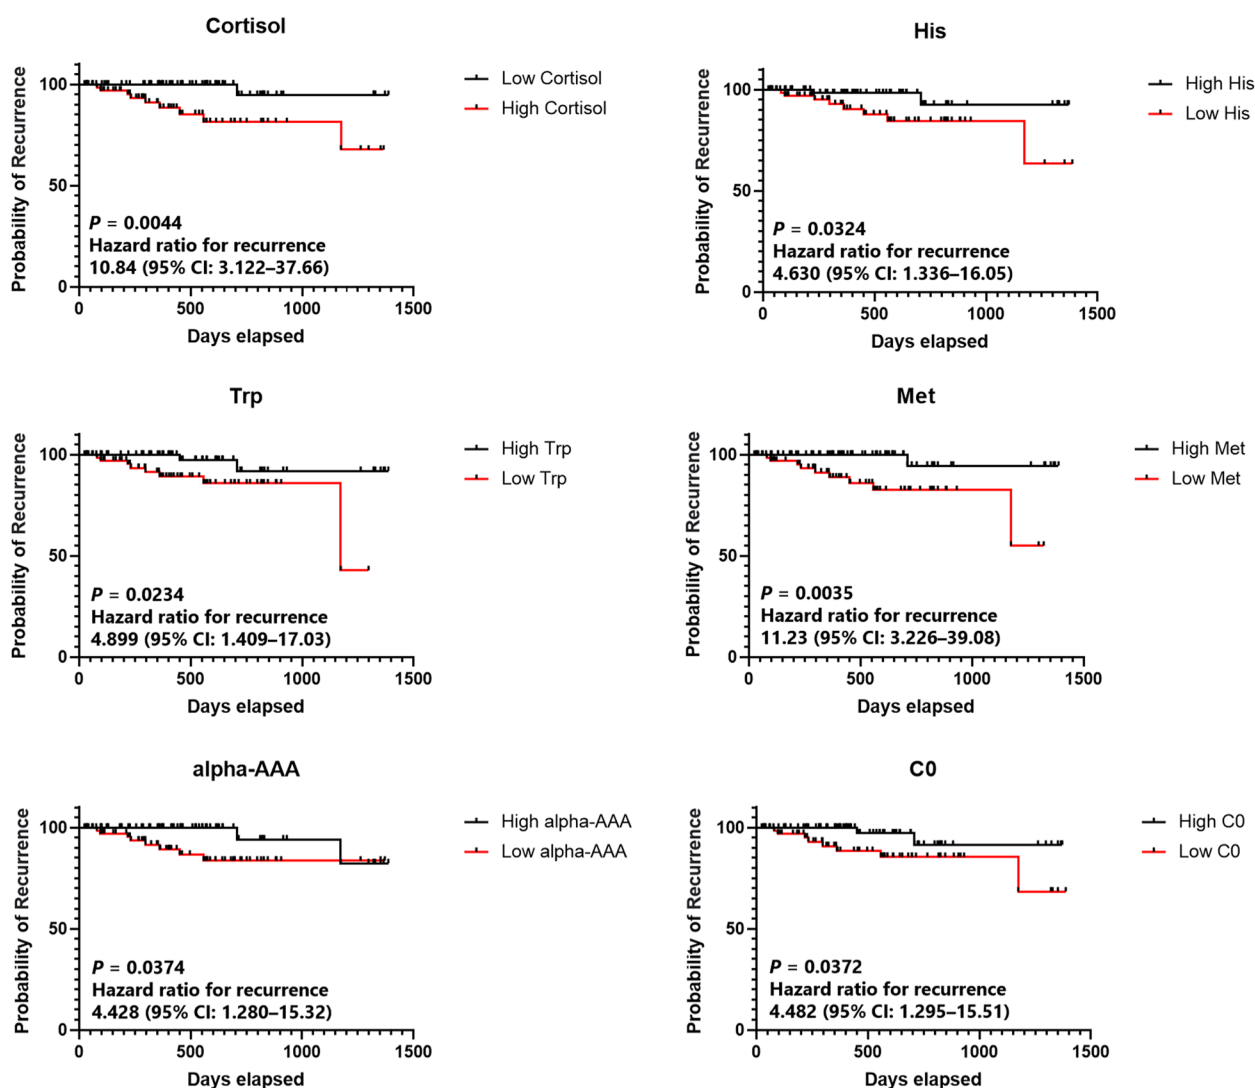 Cortisol
Probability of Recurrence
100
50
0
0 500 1000 1500
Days elapsed
Low Cortisol
High Cortisol
P = 0.0044
Hazard ratio for recurrence
10.84 (95% CI: 3.122–37.66)
His
Probability of Recurrence
100
50
0
0 500 1000 1500
Days elapsed
High His
Low His
P = 0.0324
Hazard ratio for recurrence
4.630 (95% CI: 1.336–16.05)
Trp
Probability of Recurrence
100
50
0
0 500 1000 1500
Days elapsed
High Trp
Low Trp
P = 0.0234
Hazard ratio for recurrence
4.899 (95% CI: 1.409–17.03)
Met
Probability of Recurrence
100
50
0
0 500 1000 1500
Days elapsed
High Met
Low Met
P = 0.0035
Hazard ratio for recurrence
11.23 (95% CI: 3.226–39.08)
alpha-AAA
Probability of Recurrence
100
50
0
0 500 1000 1500
Days elapsed
High alpha-AAA
Low alpha-AAA
P = 0.0374
Hazard ratio for recurrence
4.428 (95% CI: 1.280–15.32)
C0
Probability of Recurrence
100
50
0
0 500 1000 1500
Days elapsed
High C0
Low C0
P = 0.0372
Hazard ratio for recurrence
4.482 (95% CI: 1.295–15.51)